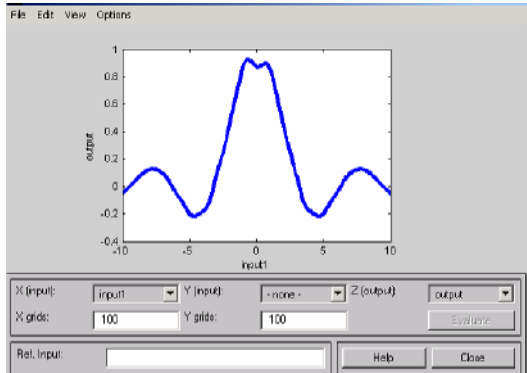 File Edit View Options
1
0.8
0.6
0.4
0.2
0
-0.2
-0.4
output
-10 -5 0 5 10
input1
X (input): input1 Y (input): - none - Z (output): output
X grids: 100 Y grids: 100 Evaluate
Ref. Input: Help Close